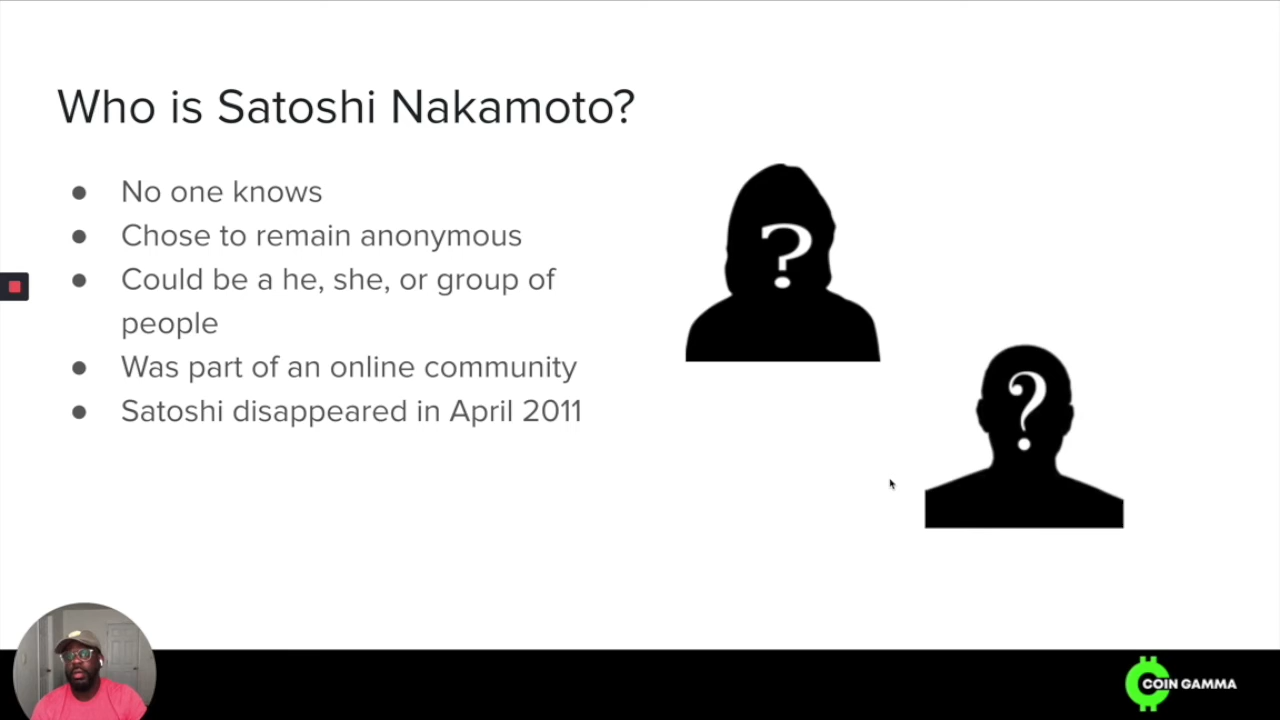 Who is Satoshi Nakamoto?
● No one knows
● Chose to remain anonymous
● Could be a he, she, or group of
people
● Was part of an online community
● Satoshi disappeared in April 2011
?
?
COIN GAMMA